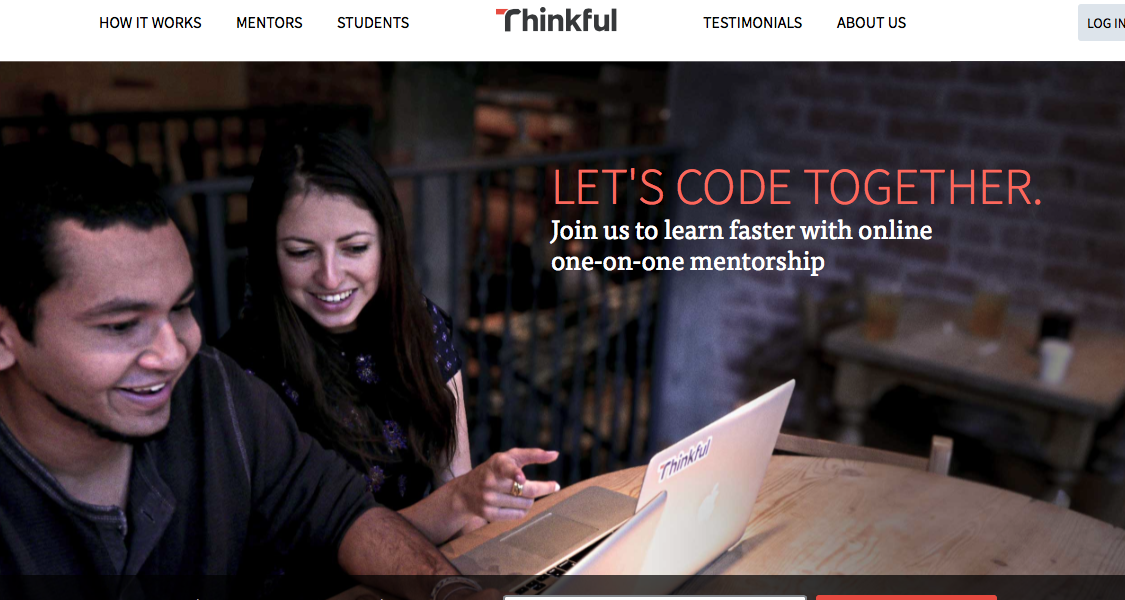 HOW IT WORKS MENTORS STUDENTS Thinkful TESTIMONIALS ABOUT US LOG IN
LET'S CODE TOGETHER.
Join us to learn faster with online
one-on-one mentorship
Thinkful